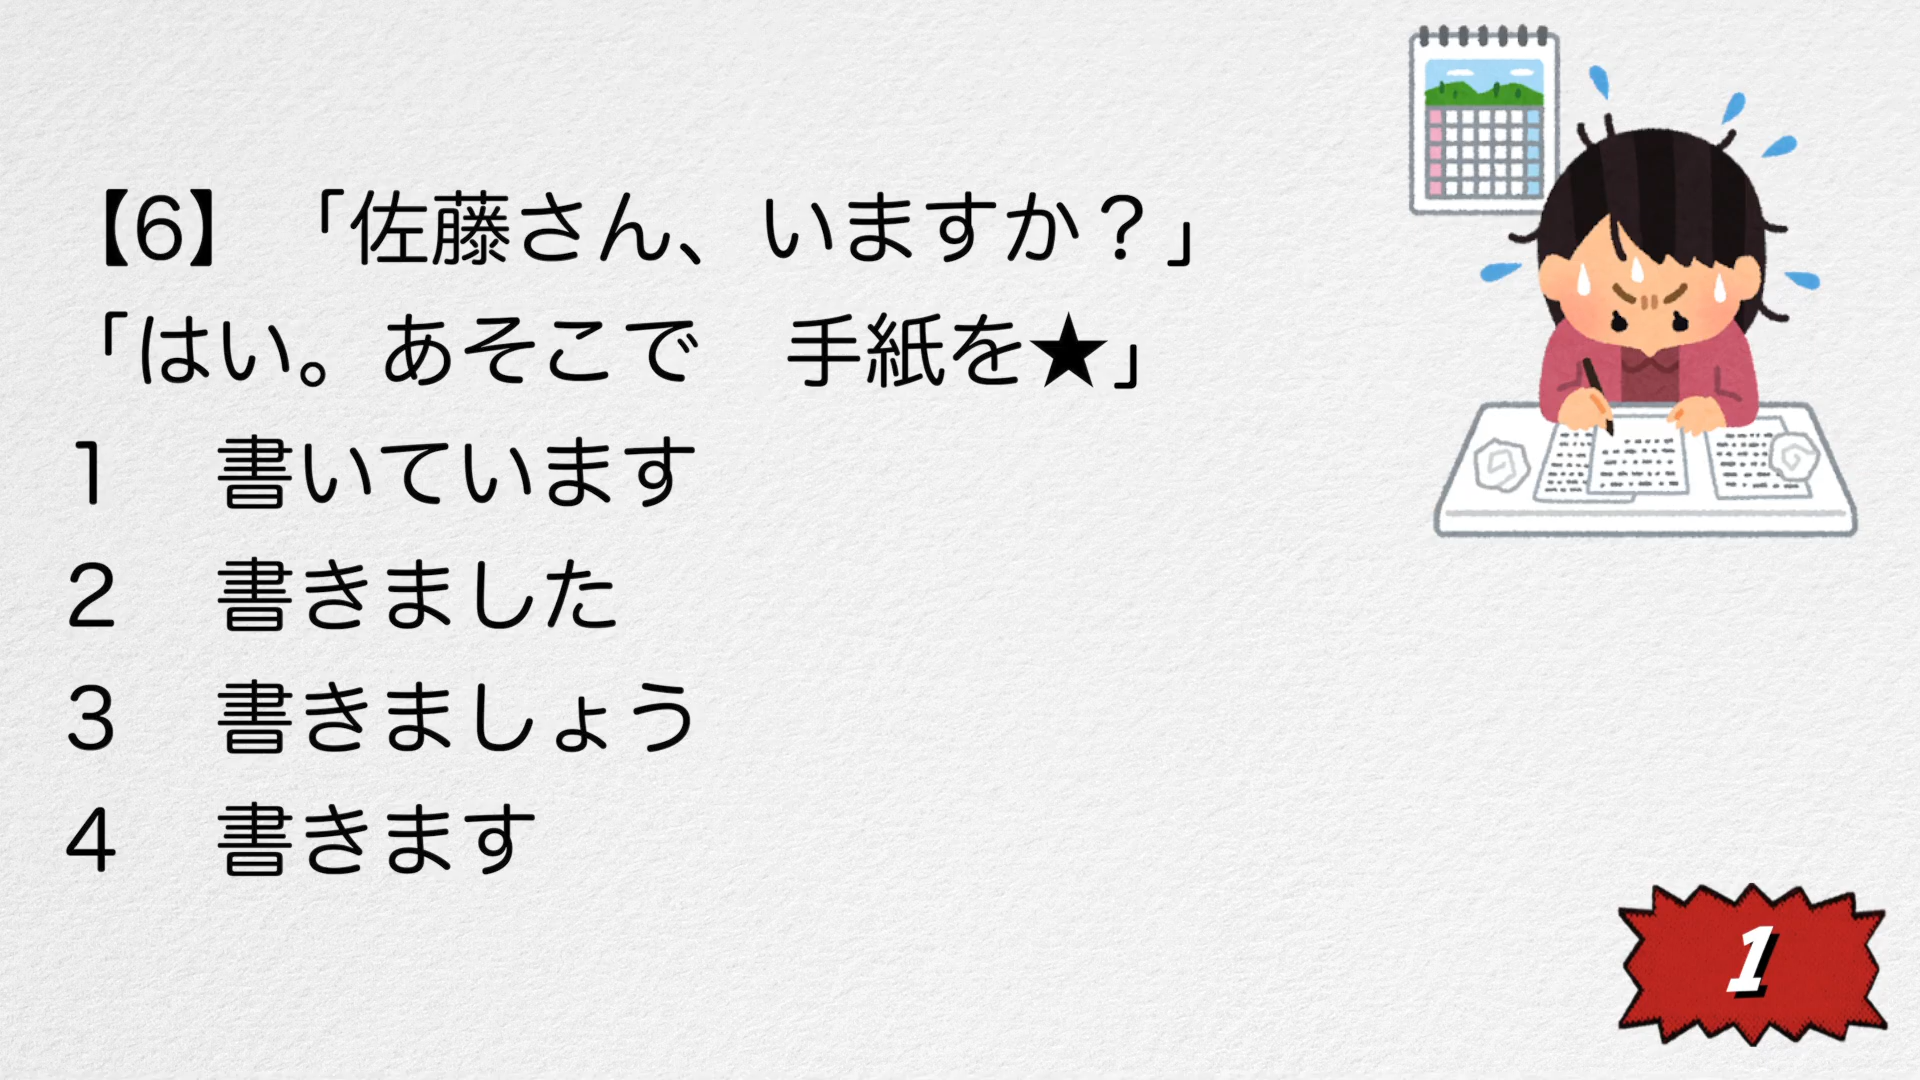 【6】　「佐藤さん、いますか？」
「はい。あそこで　手紙を★」
1　書いています
2　書きました
3　書きましょう
4　書きます
1